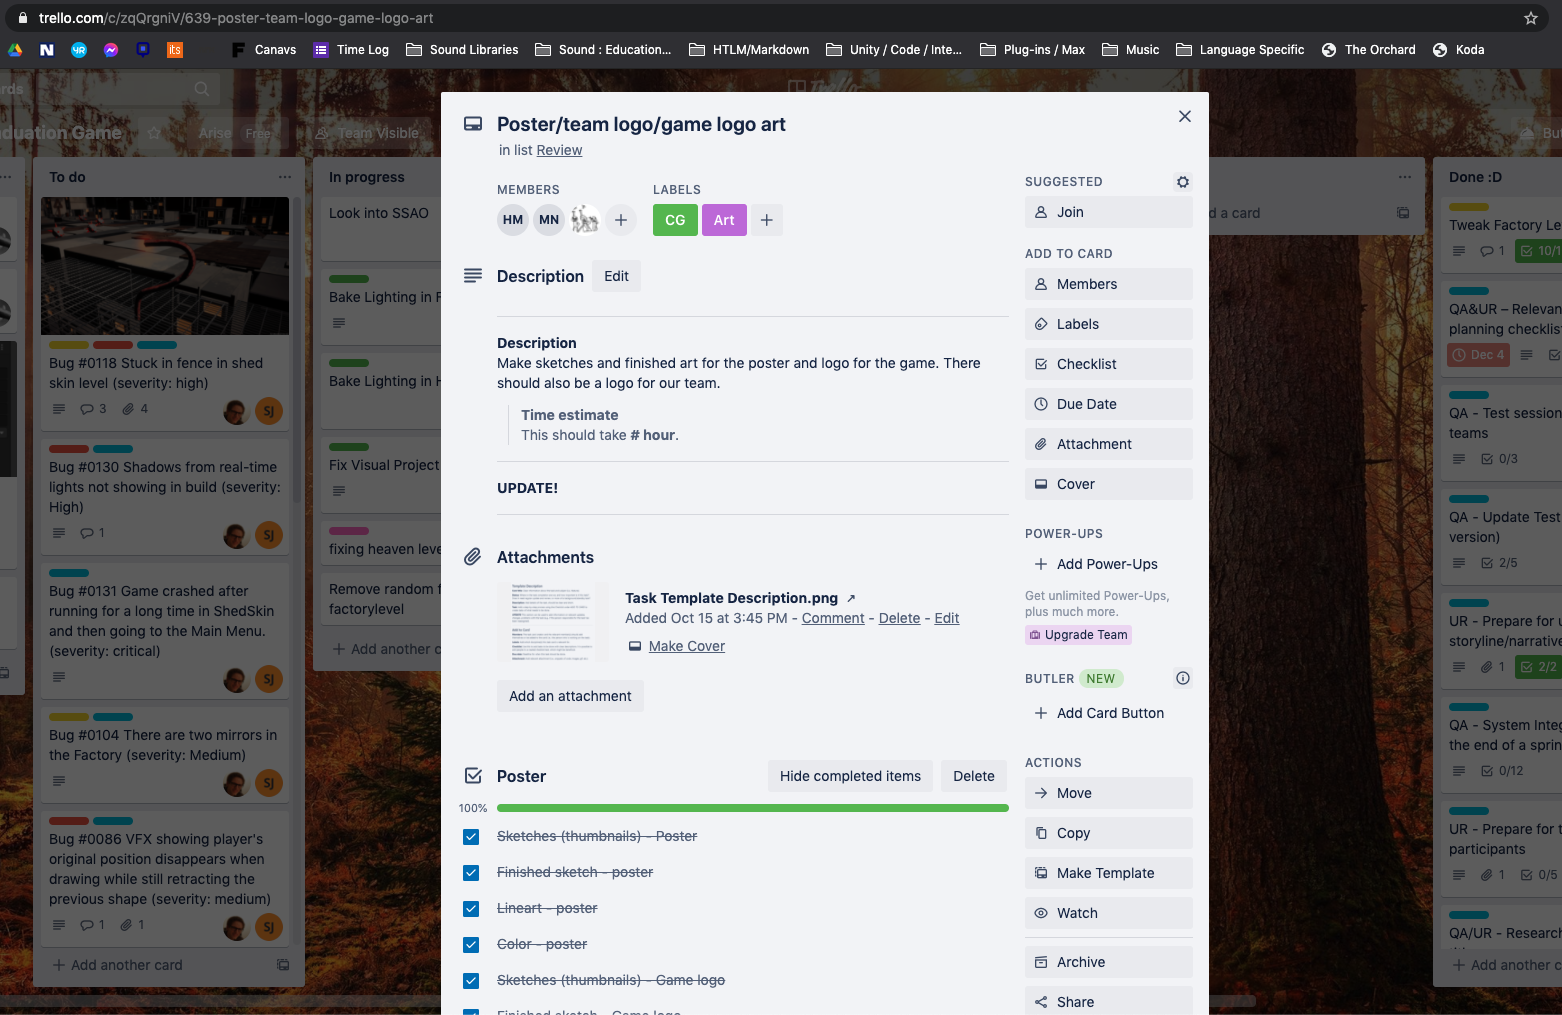 trello.com/c/zqQrgniV/639-poster-team-logo-game-logo-art
N
YR
its
Canavs
Time Log
Sound Libraries
Sound : Education...
HTLM/Markdown
Unity / Code / Inte...
Plug-ins / Max
Music
Language Specific
The Orchard
Koda
rds
Trello
duation Game
Arise
Free
Team Visible
But
To do
Bug #0118 Stuck in fence in shed
skin level (severity: high)
3
4
SJ
Bug #0130 Shadows from real-time
lights not showing in build (severity:
High)
1
SJ
Bug #0131 Game crashed after
running for a long time in ShedSkin
and then going to the Main Menu.
(severity: critical)
SJ
Bug #0104 There are two mirrors in
the Factory (severity: Medium)
SJ
Bug #0086 VFX showing player's
original position disappears when
drawing while still retracting the
previous shape (severity: medium)
1
1
SJ
Add another card
In progress
Look into SSAO
Bake Lighting in F
Bake Lighting in H
Fix Visual Project
fixing heaven leve
Remove random f
factorylevel
Add another c
Poster/team logo/game logo art
in list Review
MEMBERS
HM
MN
LABELS
CG
Art
Description
Edit
Description
Make sketches and finished art for the poster and logo for the game. There
should also be a logo for our team.
Time estimate
This should take # hour.
UPDATE!
Attachments
Task Template Description.png
Added Oct 15 at 3:45 PM - Comment - Delete - Edit
Make Cover
Add an attachment
Poster
Hide completed items
Delete
100%
Sketches (thumbnails) - Poster
Finished sketch - poster
Lineart - poster
Color - poster
Sketches (thumbnails) - Game logo
Finished sketch - Game logo
SUGGESTED
Join
ADD TO CARD
Members
Labels
Checklist
Due Date
Attachment
Cover
POWER-UPS
Add Power-Ups
Get unlimited Power-Ups,
plus much more.
Upgrade Team
BUTLER
NEW
Add Card Button
ACTIONS
Move
Copy
Make Template
Watch
Archive
Share
d a card
Done :D
Tweak Factory Le
1
10/1
QA&UR – Relevan
planning checklis
Dec 4
QA - Test session
teams
0/3
QA - Update Test
version)
2/5
UR - Prepare for u
storyline/narrative
1
2/2
QA - System Integ
the end of a sprin
0/12
UR - Prepare for t
participants
1
0/5
QA/UR - Research
Add another c